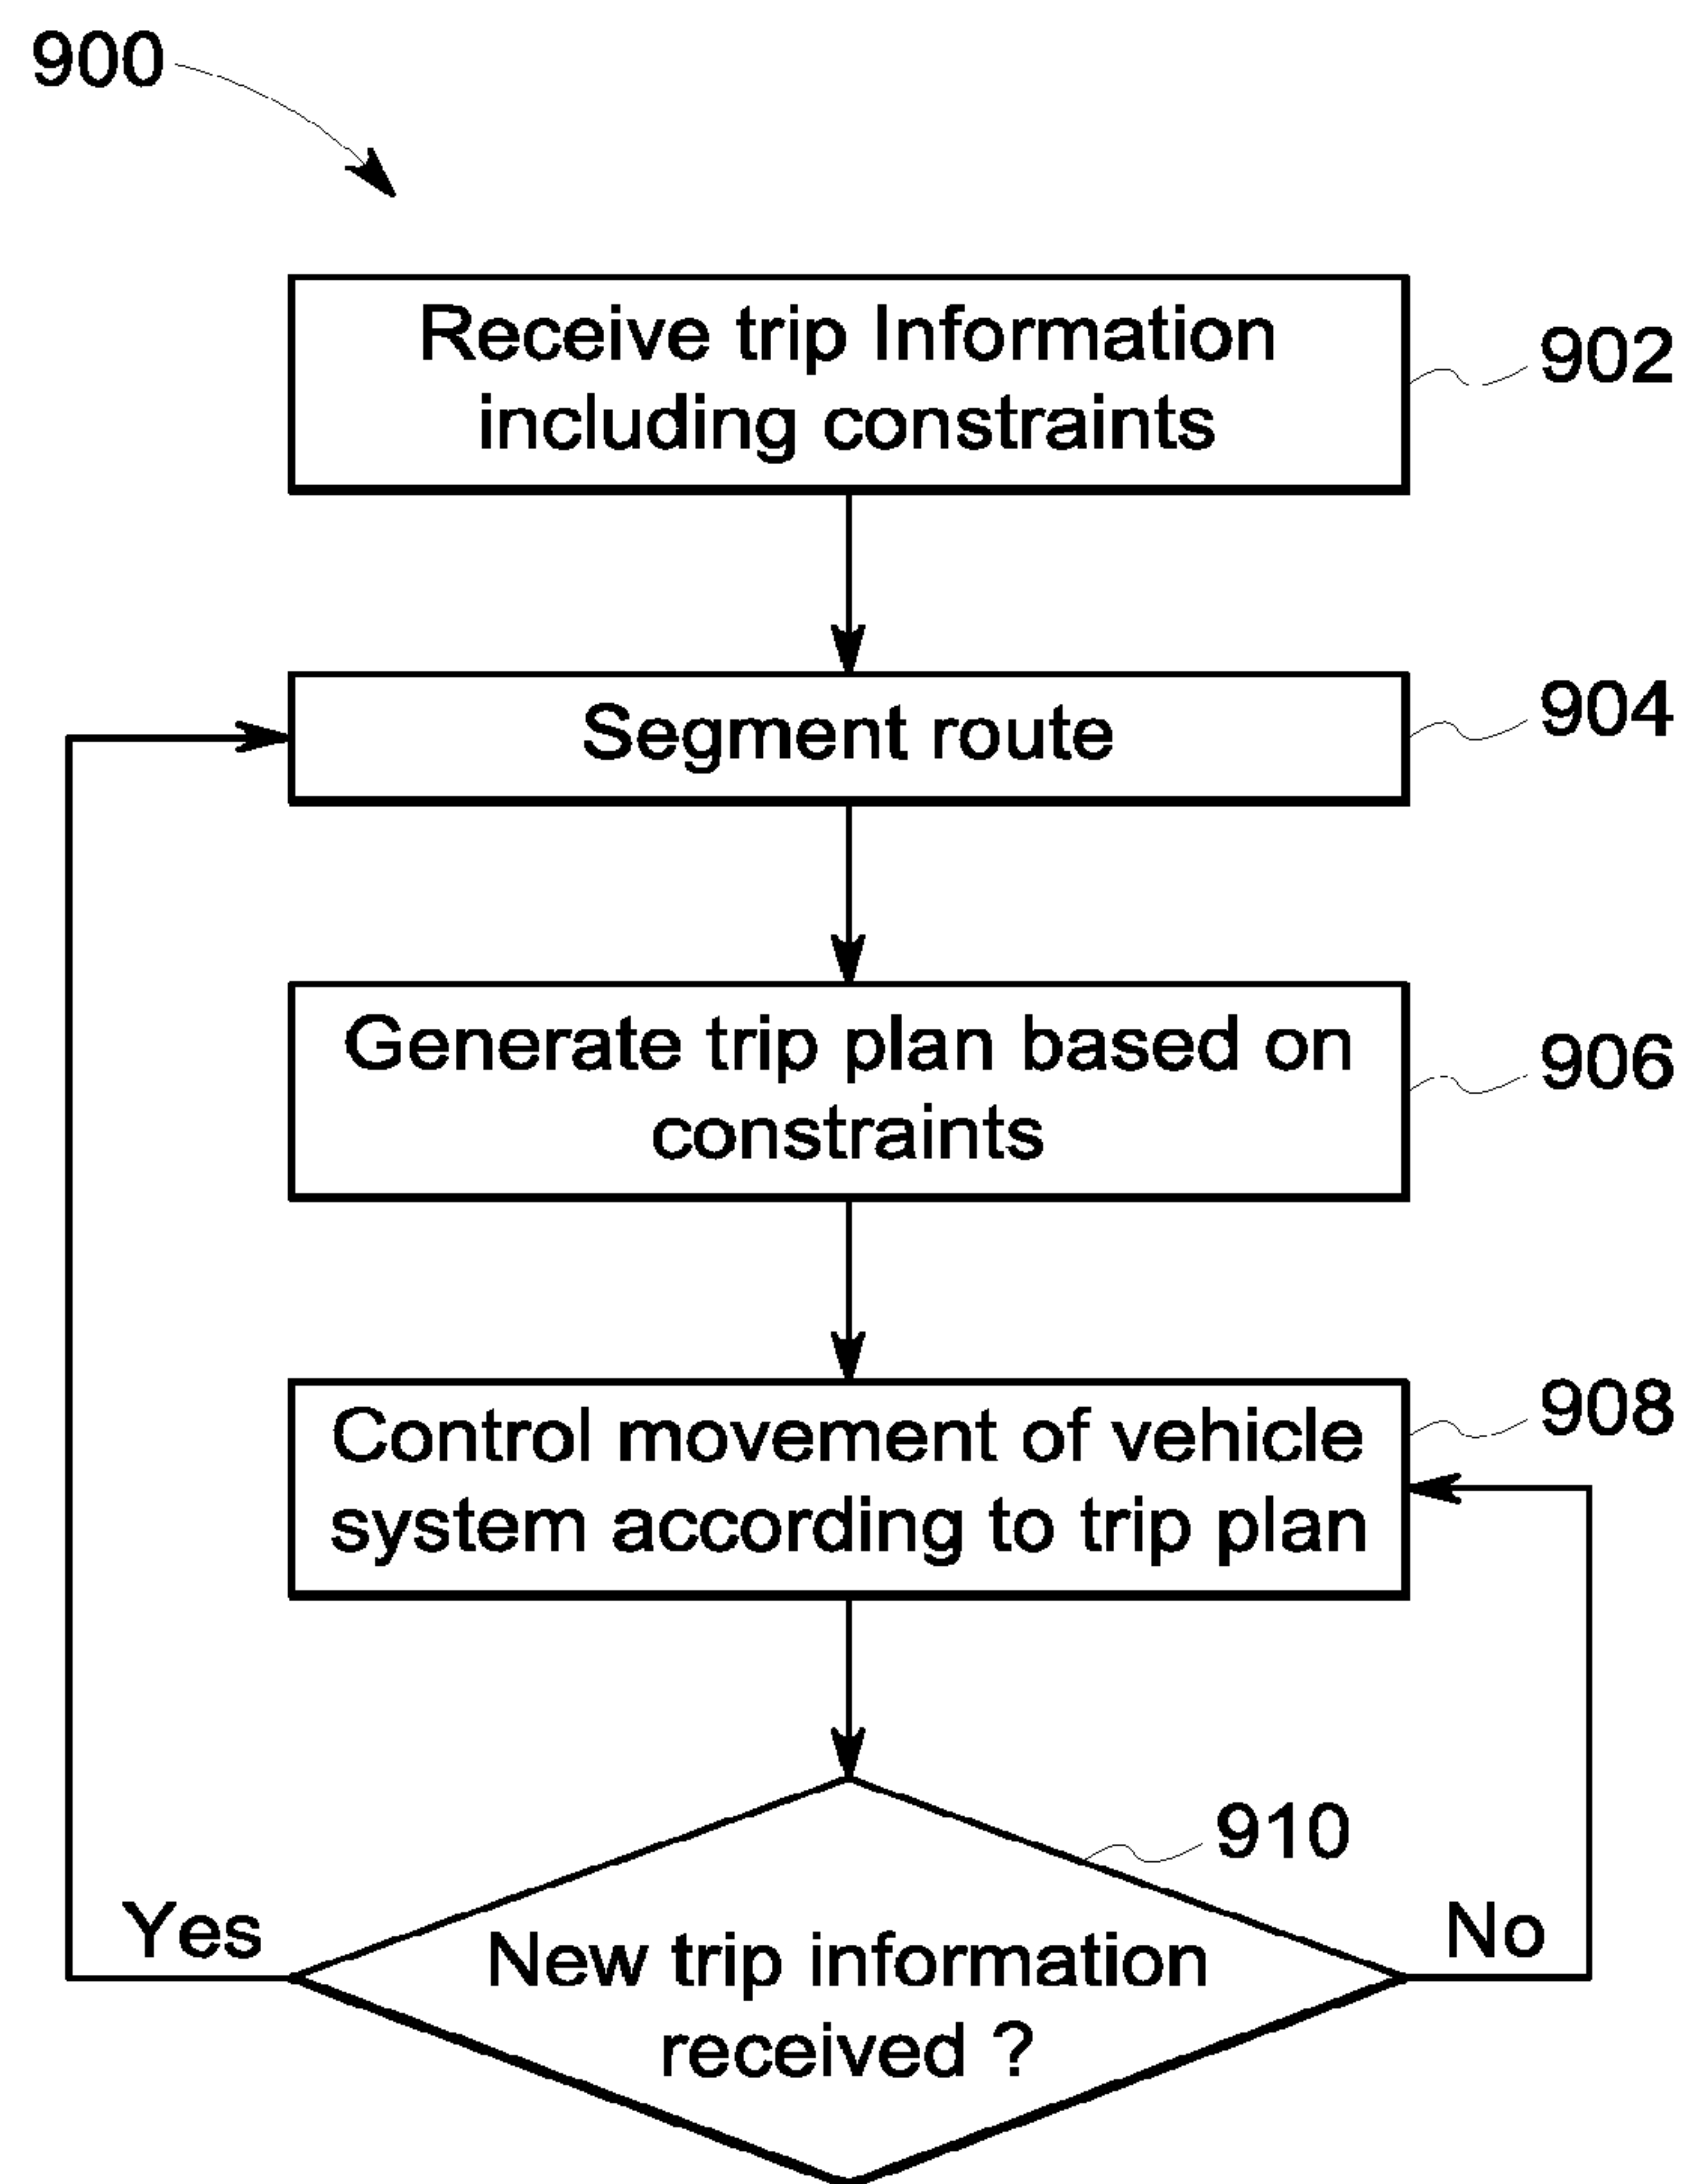 900
Receive trip Information
including constraints
902
Segment route
904
Generate trip plan based on
constraints
906
Control movement of vehicle
system according to trip plan
908
910
Yes
New trip information
received ?
No